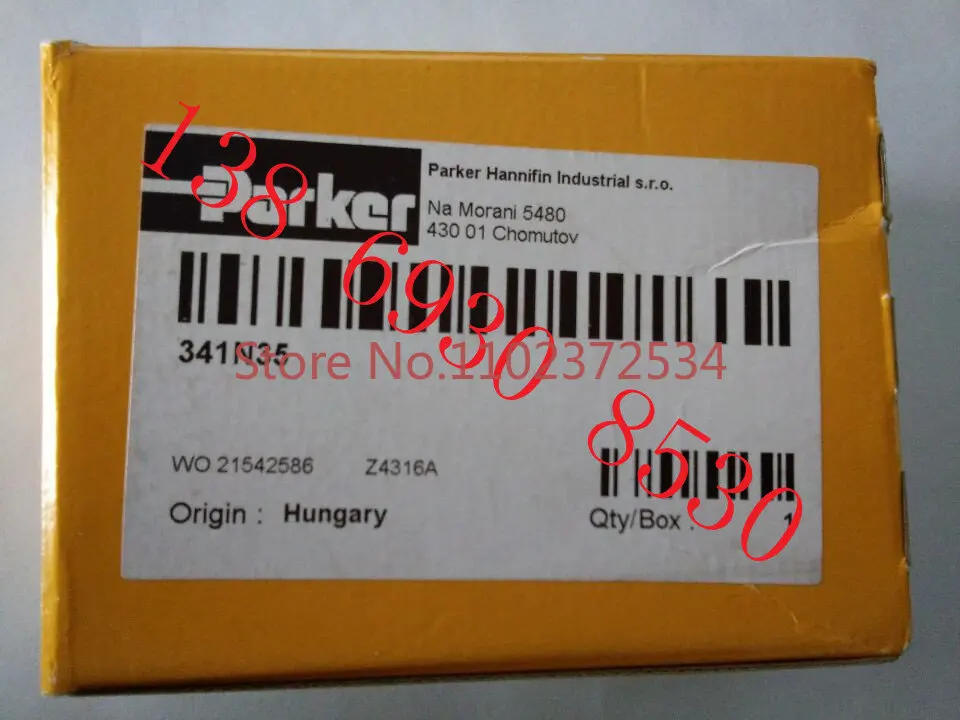 Parker
Parker Hannifin Industrial s.r.o.
Na Morani 5480
430 01 Chomutov
341N35
WO 21542586 Z4316A
Origin : Hungary
Qty/Box : 1
138 6930 8530
Store No.1102372534